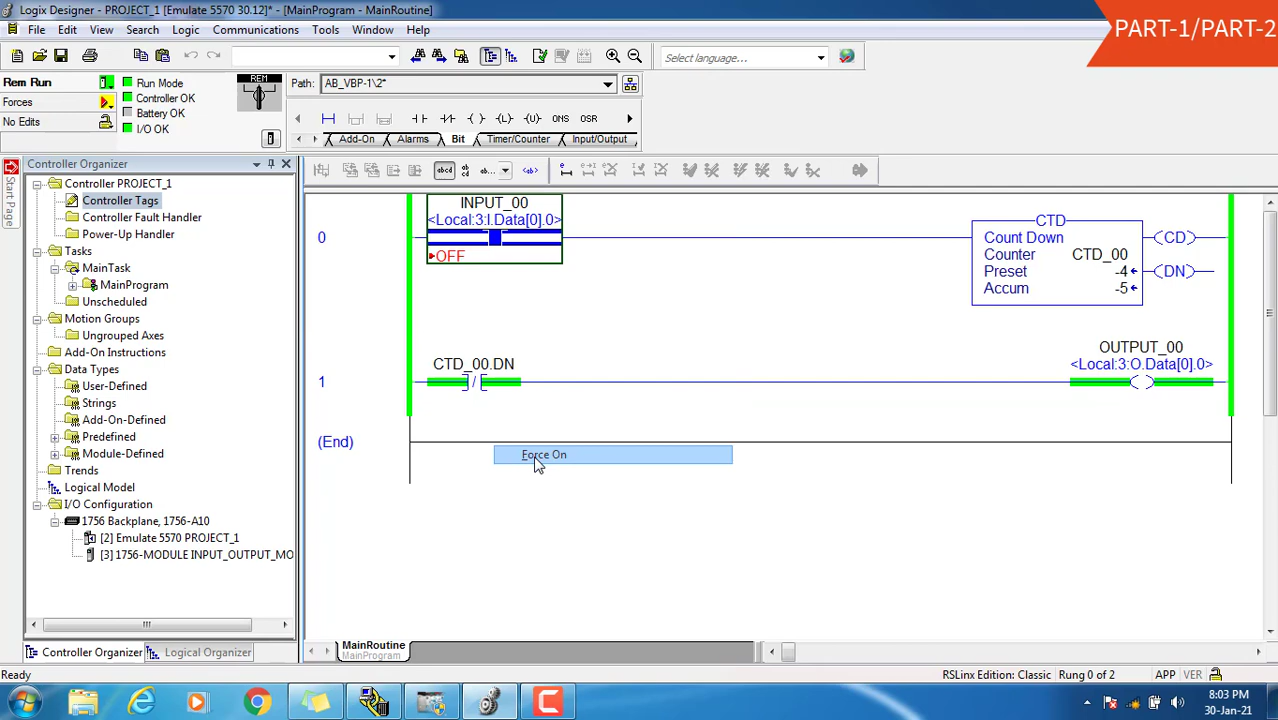 Logix Designer - PROJECT_1 [Emulate 5570 30.12]* - [MainProgram - MainRoutine]
PART-1/PART-2
File Edit View Search Logic Communications Tools Window Help
Select language...
Rem Run
Run Mode
REM
Path: AB_VBP-1\2*
Forces
Controller OK
No Edits
Battery OK
I/O OK
ONS OSR
Add-On Alarms Bit Timer/Counter Input/Output
Controller Organizer
Start Page
Controller PROJECT_1
Controller Tags
Controller Fault Handler
Power-Up Handler
Tasks
MainTask
MainProgram
Unscheduled
Motion Groups
Ungrouped Axes
Add-On Instructions
Data Types
User-Defined
Strings
Add-On-Defined
Predefined
Module-Defined
Trends
Logical Model
I/O Configuration
1756 Backplane, 1756-A10
[2] Emulate 5570 PROJECT_1
[3] 1756-MODULE INPUT_OUTPUT_MO
Controller Organizer Logical Organizer
abcd ab cd ab...
INPUT_00
<Local:3:I.Data[0].0>
OFF
0
CTD
Count Down
Counter CTD_00
Preset -4
Accum -5
CD
DN
CTD_00.DN
1
OUTPUT_00
<Local:3:O.Data[0].0>
(End)
Force On
MainRoutine
MainProgram
Ready
RSLinx Edition: Classic Rung 0 of 2 APP VER
8:03 PM
30-Jan-21